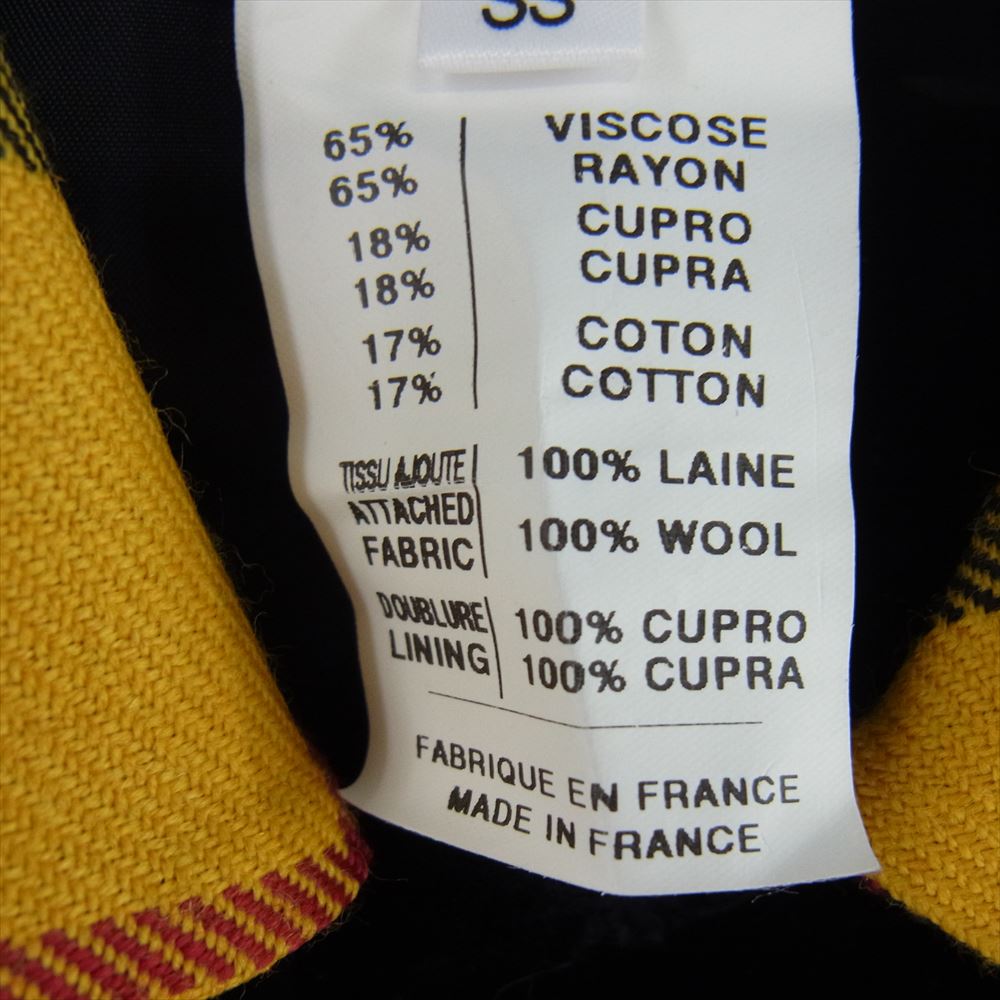 SS
65% VISCOSE
65% RAYON
18% CUPRO
18% CUPRA
17% COTON
17% COTTON
TISSU AJOUTE 100% LAINE
ATTACHED
FABRIC 100% WOOL
DOUBLURE 100% CUPRO
LINING 100% CUPRA
FABRIQUE EN FRANCE
MADE IN FRANCE